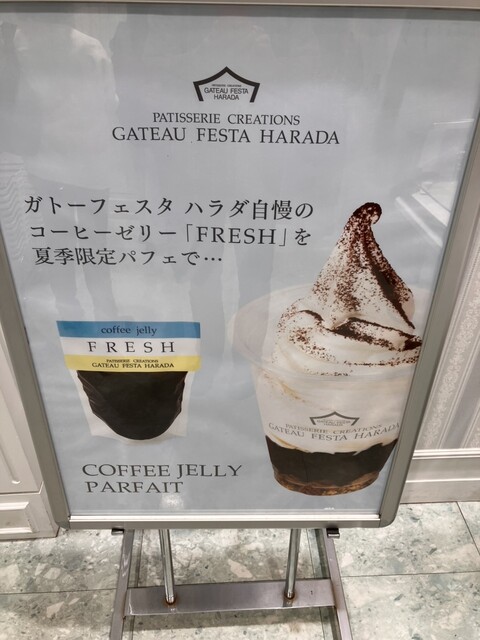 PATISSERIE CREATIONS
GATEAU FESTA
HARADA
PATISSERIE CREATIONS
GATEAU FESTA HARADA
ガトーフェスタ ハラダ自慢の
コーヒーゼリー「FRESH」を
夏季限定パフェで…
coffee jelly
FRESH
PATISSERIE CREATIONS
GATEAU FESTA HARADA
PATISSERIE CREATIONS
GATEAU FESTA HARADA
COFFEE JELLY
PARFAIT